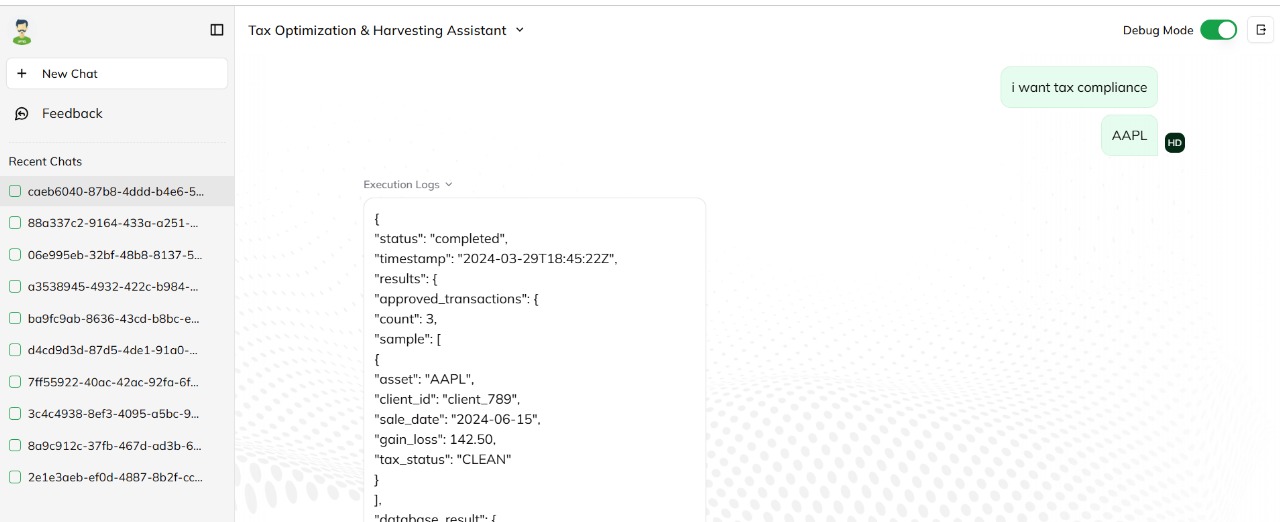 Tax Optimization & Harvesting Assistant
Debug Mode
New Chat
Feedback
Recent Chats
caeb6040-87b8-4ddd-b4e6-5...
88a337c2-9164-433a-a251-...
06e995eb-32bf-48b8-8137-5...
a3538945-4932-422c-b984-...
ba9fc9ab-8636-43cd-b8bc-e...
d4cd9d3d-87d5-4de1-91a0-...
7ff55922-40ac-42ac-92fa-6f...
3c4c4938-8ef3-4095-a5bc-9...
8a9c912c-37fb-467d-ad3b-6...
2e1e3aeb-ef0d-4887-8b2f-cc...
i want tax compliance
AAPL
HD
Execution Logs
{
"status": "completed",
"timestamp": "2024-03-29T18:45:22Z",
"results": {
"approved_transactions": {
"count": 3,
"sample": [
{
"asset": "AAPL",
"client_id": "client_789",
"sale_date": "2024-06-15",
"gain_loss": 142.50,
"tax_status": "CLEAN"
}
],
"database_result": {